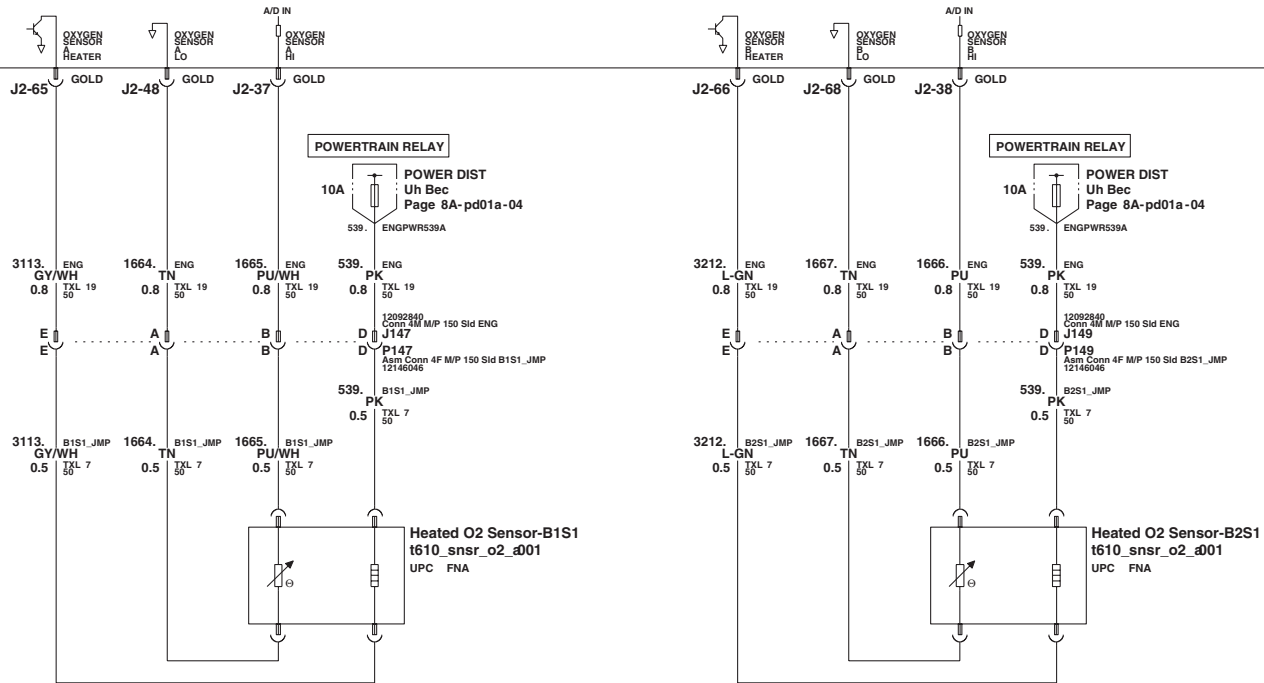 A/D IN
OXYGEN
SENSOR
A
HEATER
OXYGEN
SENSOR
A
LO
OXYGEN
SENSOR
A
HI
GOLD
GOLD
GOLD
J2-65
J2-48
J2-37
POWERTRAIN RELAY
10A
POWER DIST
Uh Bec
Page 8A-pd01a-04
539. ENGPWR539A
3113. ENG
GY/WH
0.8 TXL 19
50
1664. ENG
TN
0.8 TXL 19
50
1665. ENG
PU/WH
0.8 TXL 19
50
539. ENG
PK
0.8 TXL 19
50
12092840
Conn 4M M/P 150 Sld ENG
E A B D J147
E A B D P147
Asm Conn 4F M/P 150 Sld B1S1_JMP
12146046
539. B1S1_JMP
PK
0.5 TXL 7
50
3113. B1S1_JMP
GY/WH
0.5 TXL 7
50
1664. B1S1_JMP
TN
0.5 TXL 7
50
1665. B1S1_JMP
PU/WH
0.5 TXL 7
50
Heated O2 Sensor-B1S1
t610_snsr_o2_a001
UPC FNA
Θ
A/D IN
OXYGEN
SENSOR
B
HEATER
OXYGEN
SENSOR
B
LO
OXYGEN
SENSOR
B
HI
GOLD
GOLD
GOLD
J2-66
J2-68
J2-38
POWERTRAIN RELAY
10A
POWER DIST
Uh Bec
Page 8A-pd01a-04
539. ENGPWR539A
3212. ENG
L-GN
0.8 TXL 19
50
1667. ENG
TN
0.8 TXL 19
50
1666. ENG
PU
0.8 TXL 19
50
539. ENG
PK
0.8 TXL 19
50
12092840
Conn 4M M/P 150 Sld ENG
E A B D J149
E A B D P149
Asm Conn 4F M/P 150 Sld B2S1_JMP
12146046
539. B2S1_JMP
PK
0.5 TXL 7
50
3212. B2S1_JMP
L-GN
0.5 TXL 7
50
1667. B2S1_JMP
TN
0.5 TXL 7
50
1666. B2S1_JMP
PU
0.5 TXL 7
50
Heated O2 Sensor-B2S1
t610_snsr_o2_a001
UPC FNA
Θ